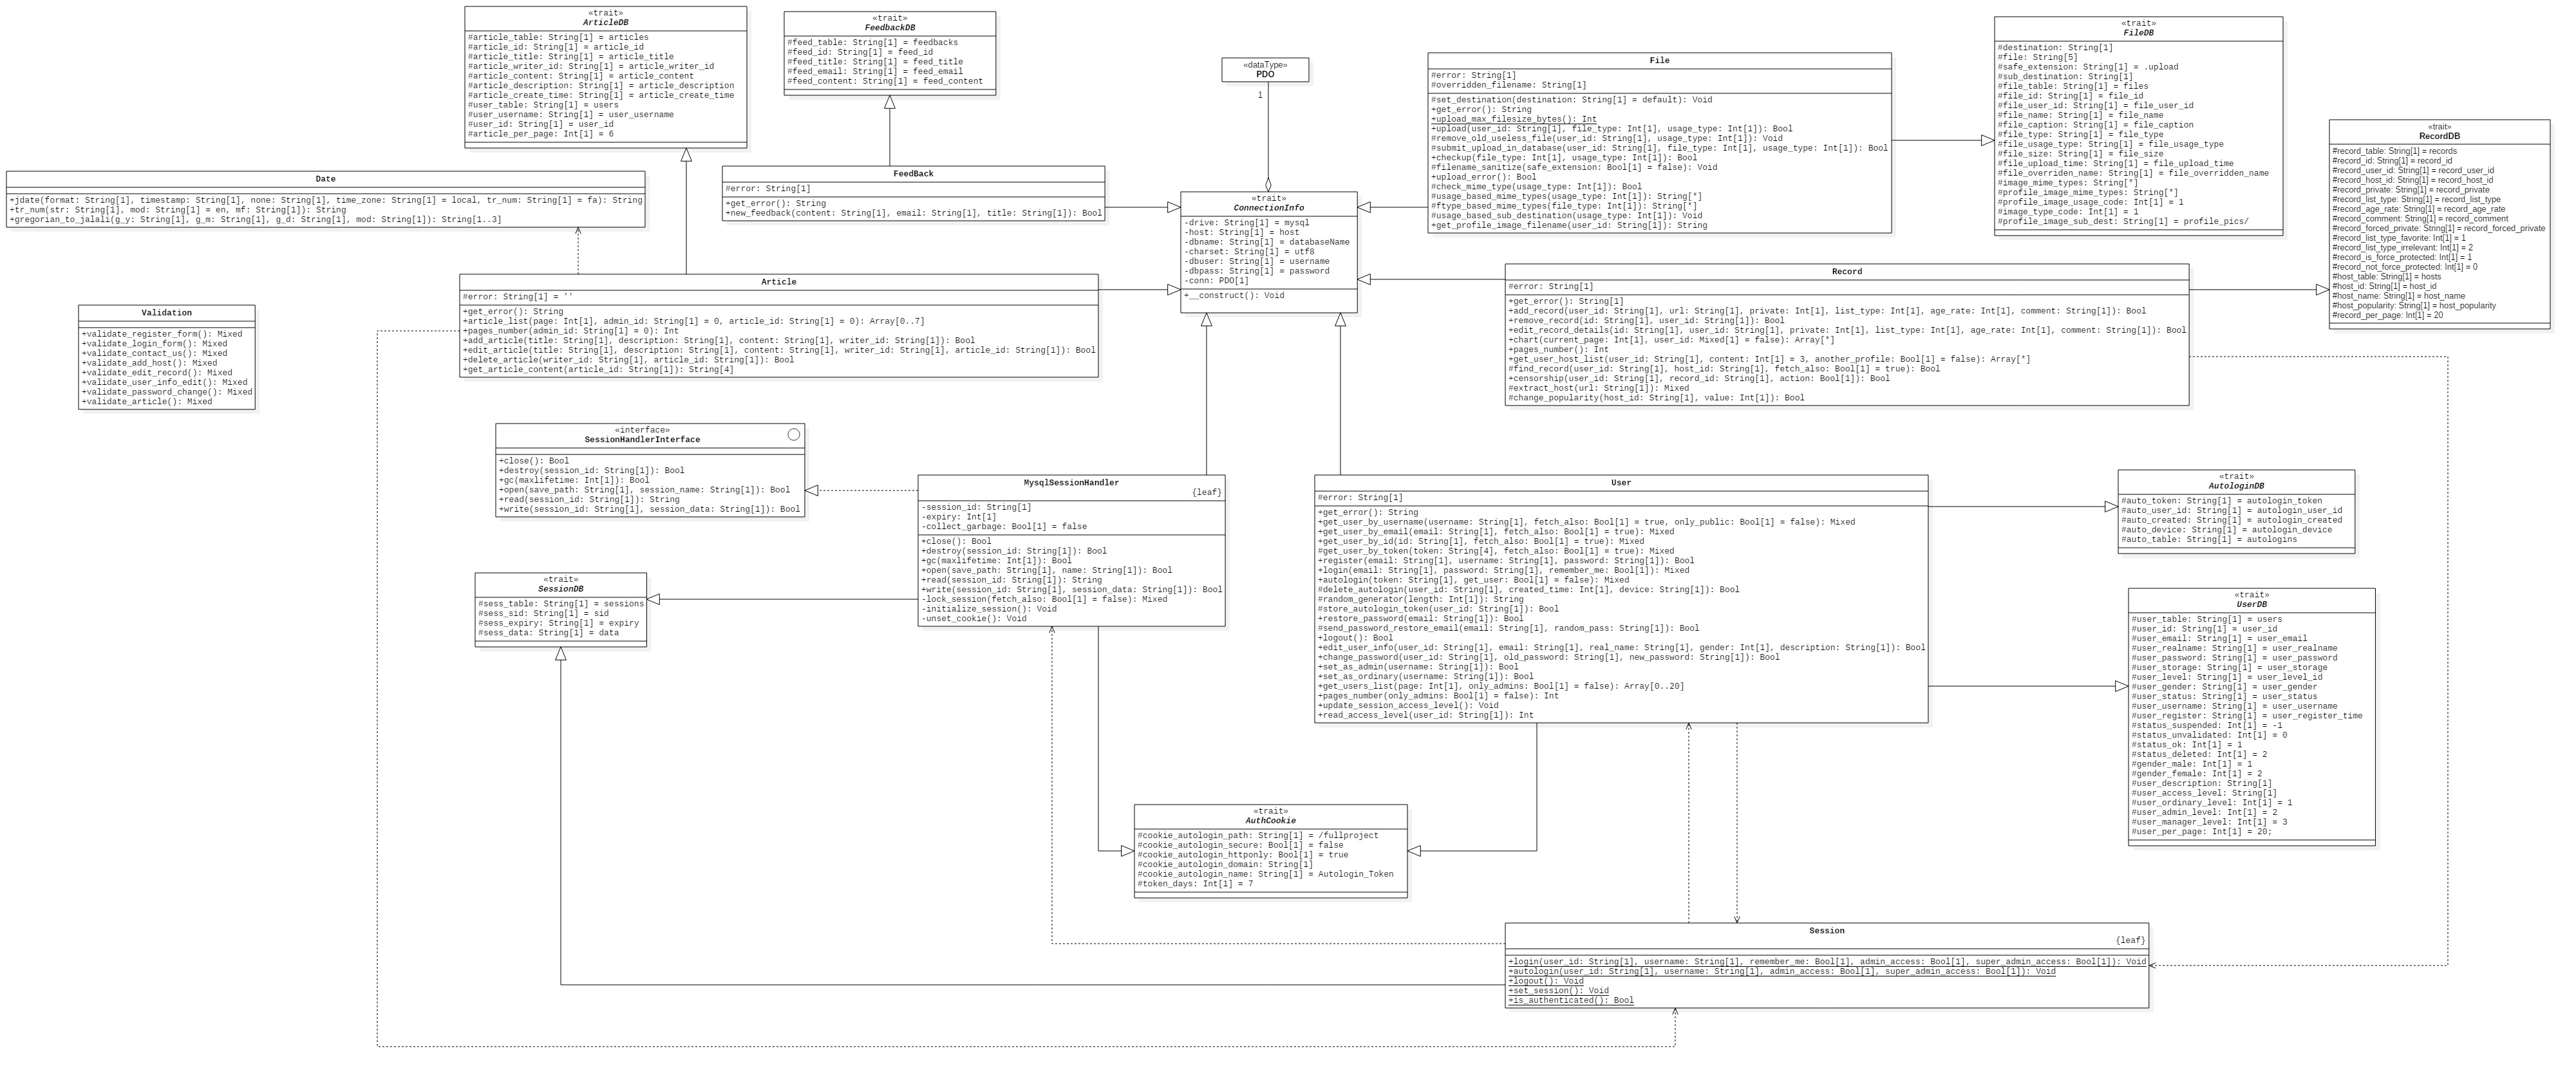 «trait»
ArticleDB
#article_table: String[1] = articles
#article_id: String[1] = article_id
#article_title: String[1] = article_title
#article_writer_id: String[1] = article_writer_id
#article_content: String[1] = article_content
#article_description: String[1] = article_description
#article_create_time: String[1] = article_create_time
#user_table: String[1] = users
#user_username: String[1] = user_username
#user_id: String[1] = user_id
#article_per_page: Int[1] = 6
«trait»
FeedbackDB
#feed_table: String[1] = feedbacks
#feed_id: String[1] = feed_id
#feed_title: String[1] = feed_title
#feed_email: String[1] = feed_email
#feed_content: String[1] = feed_content
«dataType»
PDO
1
File
#error: String[1]
#overridden_filename: String[1]
#set_destination(destination: String[1] = default): Void
+get_error(): String
+upload_max_filesize_bytes(): Int
+upload(user_id: String[1], file_type: Int[1], usage_type: Int[1]): Bool
#remove_old_useless_file(user_id: String[1], usage_type: Int[1]): Void
#submit_upload_in_database(user_id: String[1], file_type: Int[1], usage_type: Int[1]): Bool
+checkup(file_type: Int[1], usage_type: Int[1]): Bool
#filename_sanitize(safe_extension: Bool[1] = false): Void
+upload_error(): Bool
#check_mime_type(usage_type: Int[1]): Bool
#usage_based_mime_types(usage_type: Int[1]): String[*]
#ftype_based_mime_types(file_type: Int[1]): String[*]
#usage_based_sub_destination(usage_type: Int[1]): Void
+get_profile_image_filename(user_id: String[1]): String
«trait»
FileDB
#destination: String[1]
#file: String[5]
#safe_extension: String[1] = .upload
#sub_destination: String[1]
#file_table: String[1] = files
#file_id: String[1] = file_id
#file_user_id: String[1] = file_user_id
#file_name: String[1] = file_name
#file_caption: String[1] = file_caption
#file_type: String[1] = file_type
#file_usage_type: String[1] = file_usage_type
#file_size: String[1] = file_size
#file_upload_time: String[1] = file_upload_time
#file_overriden_name: String[1] = file_overridden_name
#image_mime_types: String[*]
#profile_image_mime_types: String[*]
#profile_image_usage_code: Int[1] = 1
#image_type_code: Int[1] = 1
#profile_image_sub_dest: String[1] = profile_pics/
«trait»
RecordDB
#record_table: String[1] = records
#record_id: String[1] = record_id
#record_user_id: String[1] = record_user_id
#record_host_id: String[1] = record_host_id
#record_private: String[1] = record_private
#record_list_type: String[1] = record_list_type
#record_age_rate: String[1] = record_age_rate
#record_comment: String[1] = record_comment
#record_forced_private: String[1] = record_forced_private
#record_list_type_favorite: Int[1] = 1
#record_list_type_irrelevant: Int[1] = 2
#record_is_force_protected: Int[1] = 1
#record_not_force_protected: Int[1] = 0
#host_table: String[1] = hosts
#host_id: String[1] = host_id
#host_name: String[1] = host_name
#host_popularity: String[1] = host_popularity
#record_per_page: Int[1] = 20
Date
+jdate(format: String[1], timestamp: String[1], none: String[1], time_zone: String[1] = local, tr_num: String[1] = fa): String
+tr_num(str: String[1], mod: String[1] = en, mf: String[1]): String
+gregorian_to_jalali(g_y: String[1], g_m: String[1], g_d: String[1], mod: String[1]): String[1..3]
FeedBack
#error: String[1]
+get_error(): String
+new_feedback(content: String[1], email: String[1], title: String[1]): Bool
«trait»
ConnectionInfo
-drive: String[1] = mysql
-host: String[1] = host
-dbname: String[1] = databaseName
-charset: String[1] = utf8
-dbuser: String[1] = username
-dbpass: String[1] = password
-conn: PDO[1]
+__construct(): Void
Article
#error: String[1] = ''
+get_error(): String
+article_list(page: Int[1], admin_id: String[1] = 0, article_id: String[1] = 0): Array[0..7]
+pages_number(admin_id: String[1] = 0): Int
+add_article(title: String[1], description: String[1], content: String[1], writer_id: String[1]): Bool
+edit_article(title: String[1], description: String[1], content: String[1], writer_id: String[1], article_id: String[1]): Bool
+delete_article(writer_id: String[1], article_id: String[1]): Bool
+get_article_content(article_id: String[1]): String[4]
Record
#error: String[1]
+get_error(): String[1]
+add_record(user_id: String[1], url: String[1], private: Int[1], list_type: Int[1], age_rate: Int[1], comment: String[1]): Bool
+remove_record(id: String[1], user_id: String[1]): Bool
+edit_record_details(id: String[1], user_id: String[1], private: Int[1], list_type: Int[1], age_rate: Int[1], comment: String[1]): Bool
+chart(current_page: Int[1], user_id: Mixed[1] = false): Array[*]
+pages_number(): Int
+get_user_host_list(user_id: String[1], content: Int[1] = 3, another_profile: Bool[1] = false): Array[*]
#find_record(user_id: String[1], host_id: String[1], fetch_also: Bool[1] = true): Bool
+censorship(user_id: String[1], record_id: String[1], action: Bool[1]): Bool
#extract_host(url: String[1]): Mixed
#change_popularity(host_id: String[1], value: Int[1]): Bool
Validation
+validate_register_form(): Mixed
+validate_login_form(): Mixed
+validate_contact_us(): Mixed
+validate_add_host(): Mixed
+validate_edit_record(): Mixed
+validate_user_info_edit(): Mixed
+validate_password_change(): Mixed
+validate_article(): Mixed
«interface»
SessionHandlerInterface
+close(): Bool
+destroy(session_id: String[1]): Bool
+gc(maxlifetime: Int[1]): Bool
+open(save_path: String[1], session_name: String[1]): Bool
+read(session_id: String[1]): String
+write(session_id: String[1], session_data: String[1]): Bool
MysqlSessionHandler
{leaf}
-session_id: String[1]
-expiry: Int[1]
-collect_garbage: Bool[1] = false
+close(): Bool
+destroy(session_id: String[1]): Bool
+gc(maxlifetime: Int[1]): Bool
+open(save_path: String[1], name: String[1]): Bool
+read(session_id: String[1]): String
+write(session_id: String[1], session_data: String[1]): Bool
-lock_session(fetch_also: Bool[1] = false): Mixed
-initialize_session(): Void
-unset_cookie(): Void
User
#error: String[1]
+get_error(): String
+get_user_by_username(username: String[1], fetch_also: Bool[1] = true, only_public: Bool[1] = false): Mixed
+get_user_by_email(email: String[1], fetch_also: Bool[1] = true): Mixed
+get_user_by_id(id: String[1], fetch_also: Bool[1] = true): Mixed
#get_user_by_token(token: String[4], fetch_also: Bool[1] = true): Mixed
+register(email: String[1], username: String[1], password: String[1]): Bool
+login(email: String[1], password: String[1], remember_me: Bool[1]): Mixed
+autologin(token: String[1], get_user: Bool[1] = false): Mixed
#delete_autologin(user_id: String[1], created_time: Int[1], device: String[1]): Bool
#random_generator(length: Int[1]): String
#store_autologin_token(user_id: String[1]): Bool
+restore_password(email: String[1]): Bool
#send_password_restore_email(email: String[1], random_pass: String[1]): Bool
+logout(): Bool
+edit_user_info(user_id: String[1], email: String[1], real_name: String[1], gender: Int[1], description: String[1]): Bool
+change_password(user_id: String[1], old_password: String[1], new_password: String[1]): Bool
+set_as_admin(username: String[1]): Bool
+set_as_ordinary(username: String[1]): Bool
+get_users_list(page: Int[1], only_admins: Bool[1] = false): Array[0..20]
+pages_number(only_admins: Bool[1] = false): Int
+update_session_access_level(): Void
+read_access_level(user_id: String[1]): Int
«trait»
AutologinDB
#auto_token: String[1] = autologin_token
#auto_user_id: String[1] = autologin_user_id
#auto_created: String[1] = autologin_created
#auto_device: String[1] = autologin_device
#auto_table: String[1] = autologins
«trait»
SessionDB
#sess_table: String[1] = sessions
#sess_sid: String[1] = sid
#sess_expiry: String[1] = expiry
#sess_data: String[1] = data
«trait»
UserDB
#user_table: String[1] = users
#user_id: String[1] = user_id
#user_email: String[1] = user_email
#user_realname: String[1] = user_realname
#user_password: String[1] = user_password
#user_storage: String[1] = user_storage
#user_level: String[1] = user_level_id
#user_gender: String[1] = user_gender
#user_status: String[1] = user_status
#user_username: String[1] = user_username
#user_register: String[1] = user_register_time
#status_suspended: Int[1] = -1
#status_unvalidated: Int[1] = 0
#status_ok: Int[1] = 1
#status_deleted: Int[1] = 2
#gender_male: Int[1] = 1
#gender_female: Int[1] = 2
#user_description: String[1]
#user_access_level: String[1]
#user_ordinary_level: Int[1] = 1
#user_admin_level: Int[1] = 2
#user_manager_level: Int[1] = 3
#user_per_page: Int[1] = 20;
«trait»
AuthCookie
#cookie_autologin_path: String[1] = /fullproject
#cookie_autologin_secure: Bool[1] = false
#cookie_autologin_httponly: Bool[1] = true
#cookie_autologin_domain: String[1]
#cookie_autologin_name: String[1] = Autologin_Token
#token_days: Int[1] = 7
Session
{leaf}
+login(user_id: String[1], username: String[1], remember_me: Bool[1], admin_access: Bool[1], super_admin_access: Bool[1]): Void
+autologin(user_id: String[1], username: String[1], admin_access: Bool[1], super_admin_access: Bool[1]): Void
+logout(): Void
+set_session(): Void
+is_authenticated(): Bool